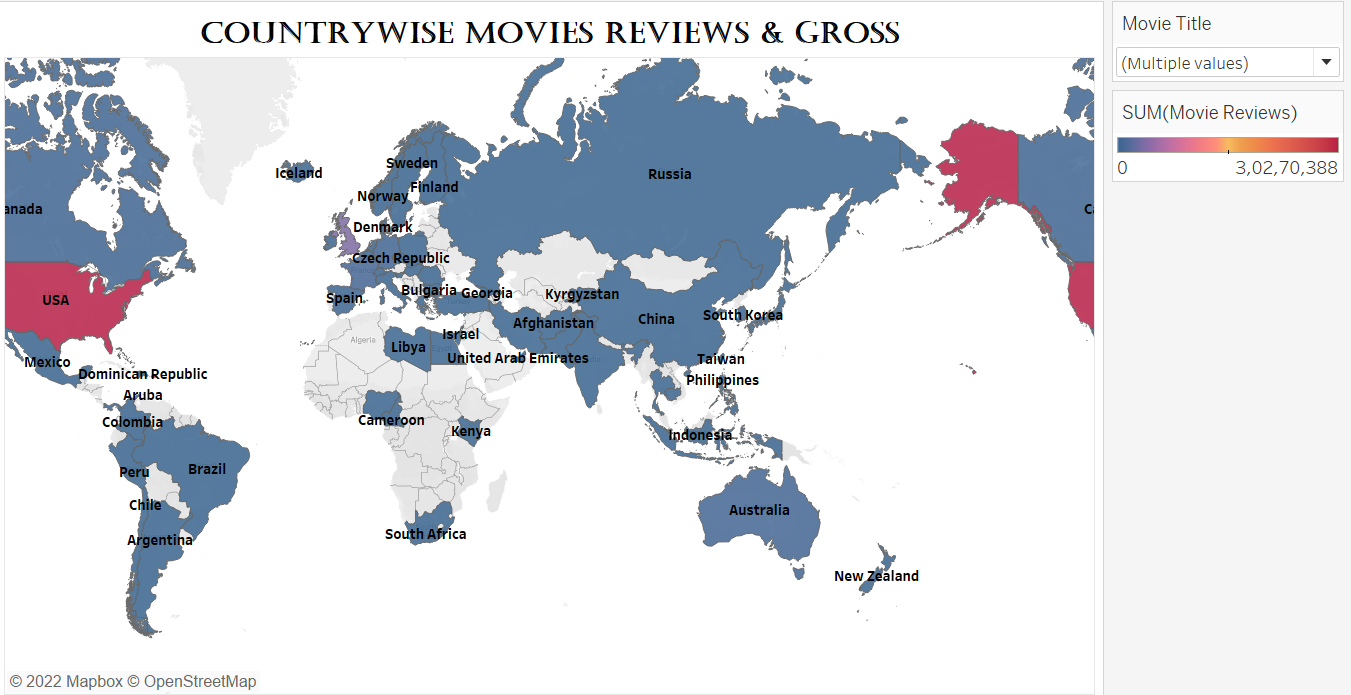 COUNTRYWISE MOVIES REVIEWS & GROSS
Movie Title
(Multiple values)
SUM(Movie Reviews)
0
3,02,70,388
Iceland
Sweden
Finland
Norway
Russia
anada
Ca
Denmark
Czech Republic
USA
Spain
Bulgaria
Georgia
Kyrgyzstan
China
South Korea
Afghanistan
Algeria
Libya
Israel
United Arab Emirates
Taiwan
Mexico
Dominican Republic
Philippines
Aruba
Colombia
Cameroon
Kenya
Indonesia
Peru
Brazil
Chile
Australia
Argentina
South Africa
New Zealand
© 2022 Mapbox © OpenStreetMap